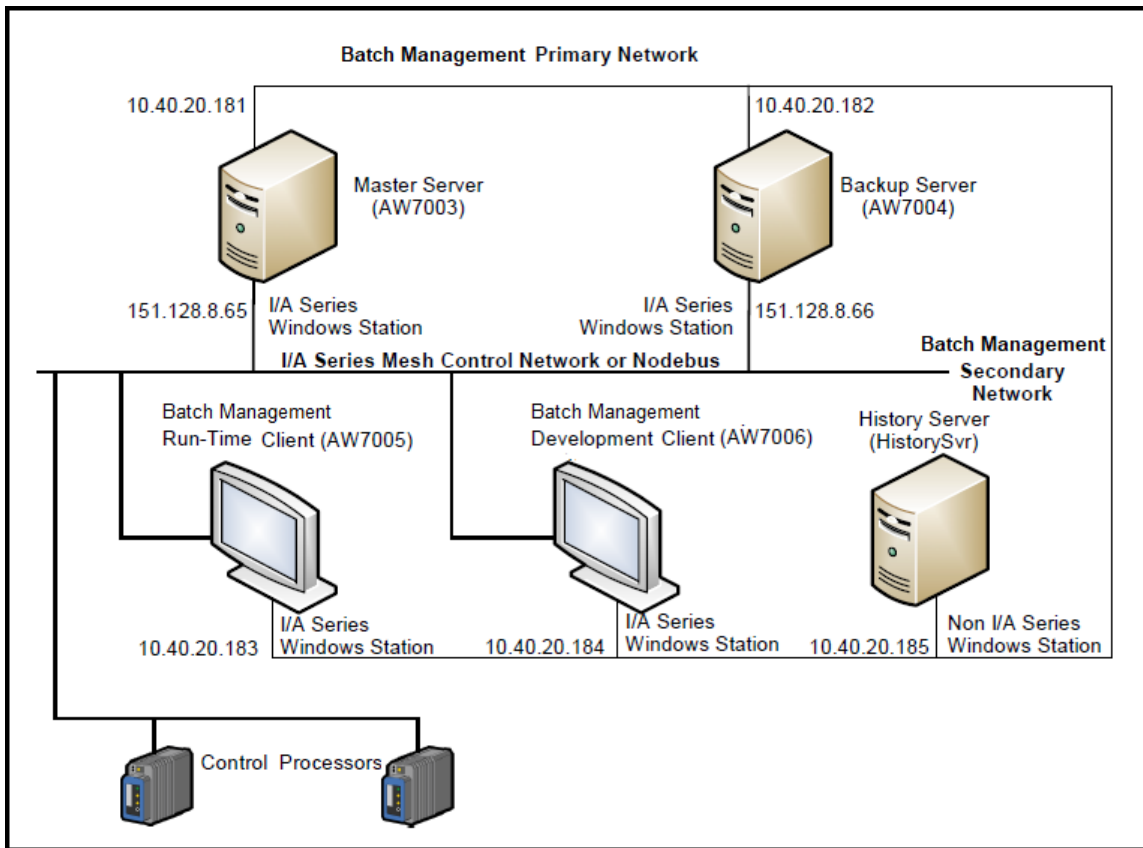 Batch Management Primary Network
10.40.20.181
10.40.20.182
Master Server
(AW7003)
Backup Server
(AW7004)
151.128.8.65
I/A Series
Windows Station
I/A Series
Windows Station
151.128.8.66
I/A Series Mesh Control Network or Nodebus
Batch Management
Secondary
Network
Batch Management
Run-Time Client (AW7005)
Batch Management
Development Client (AW7006)
History Server
(HistorySvr)
10.40.20.183
I/A Series
Windows Station
10.40.20.184
I/A Series
Windows Station
10.40.20.185
Non I/A Series
Windows Station
Control Processors